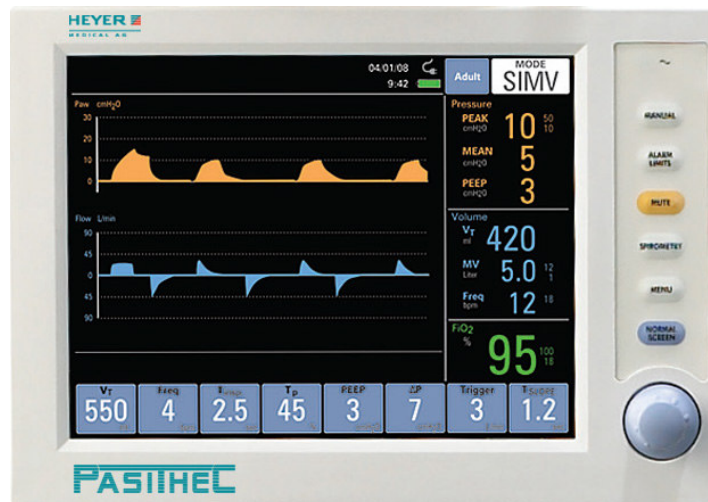 HEYER
MEDICAL AG
04/01/08
9:42
Adult
MODE
SIMV
Paw cmH2O
30
20
10
0
Flow L/min
90
45
0
45
90
Pressure
PEAK
cmH2O
10
50
10
MEAN
cmH2O
5
PEEP
cmH2O
3
Volume
VT
ml
420
MV
Liter
5.0
12
1
Freq
bpm
12
18
FiO2
%
95
100
18
VT
550
Freq
4
2.5
TP
45
PEEP
3
ΔP
7
Trigger
3
1.2
~
MANUAL
ALARM
LIMITS
MUTE
SPIROMETRY
MENU
NORMAL
SCREEN
PASITHEC